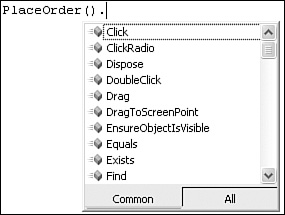 PlaceOrder().
Click
ClickRadio
Dispose
DoubleClick
Drag
DragToScreenPoint
EnsureObjectIsVisible
Equals
Exists
Find
Common All